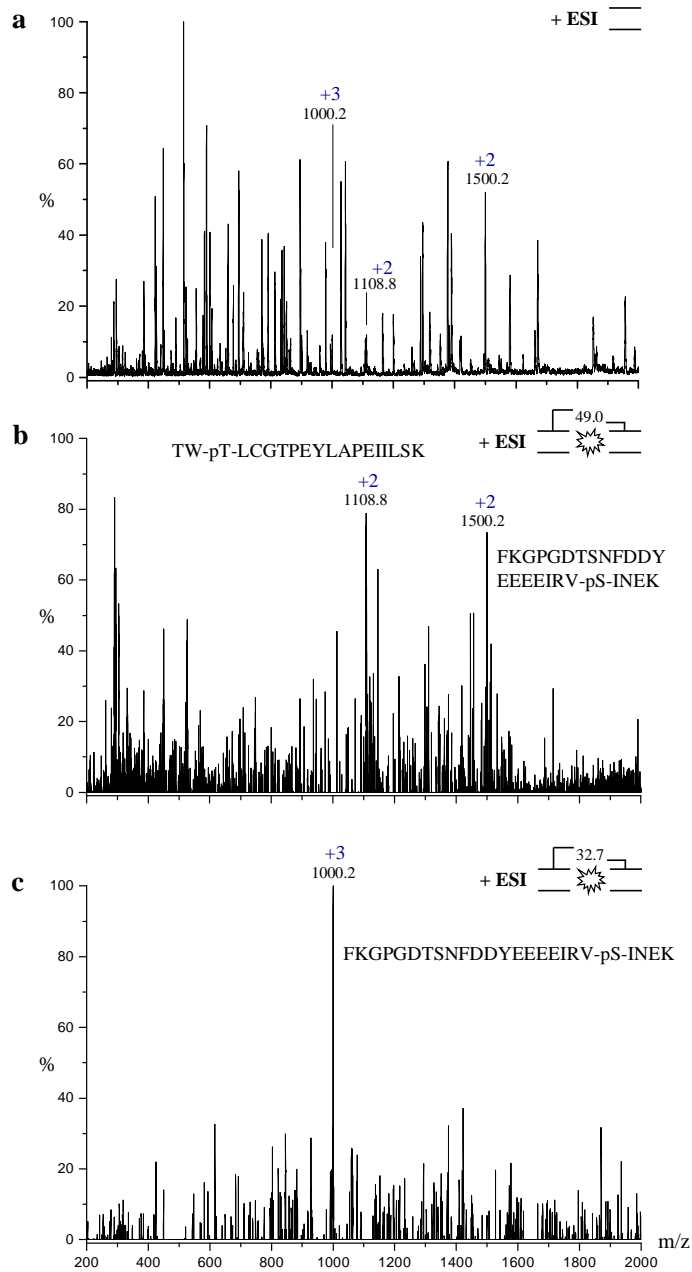 a
+ ESI
100
80
60
40
20
0
%
+3
1000.2
+2
1108.8
+2
1500.2
b
TW-pT-LCGTPEYLAPEIILSK
+ ESI
49.0
100
80
60
40
20
0
%
+2
1108.8
+2
1500.2
FKGPGDTSNFDDY
EEEEIRV-pS-INEK
c
+3
1000.2
+ ESI
32.7
100
80
60
40
20
0
%
FKGPGDTSNFDDYEEEEIRV-pS-INEK
200 400 600 800 1000 1200 1400 1600 1800 2000
m/z